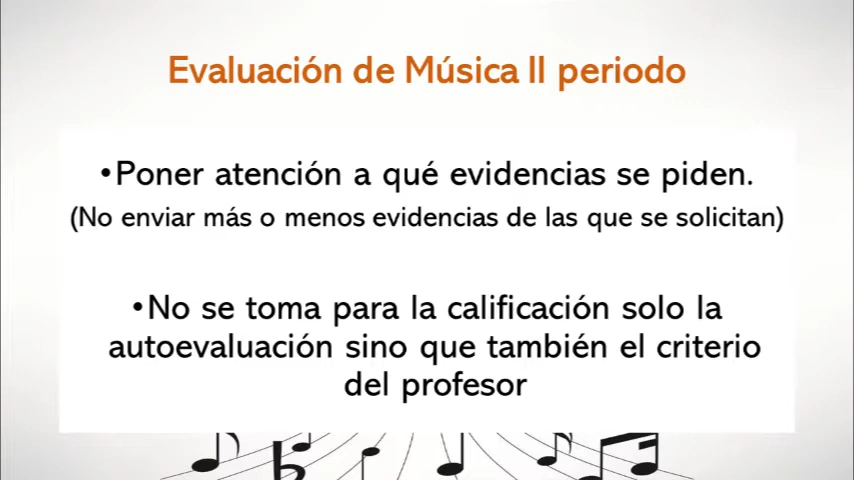 Evaluación de Música II periodo
•Poner atención a qué evidencias se piden.
(No enviar más o menos evidencias de las que se solicitan)
•No se toma para la calificación solo la
autoevaluación sino que también el criterio
del profesor